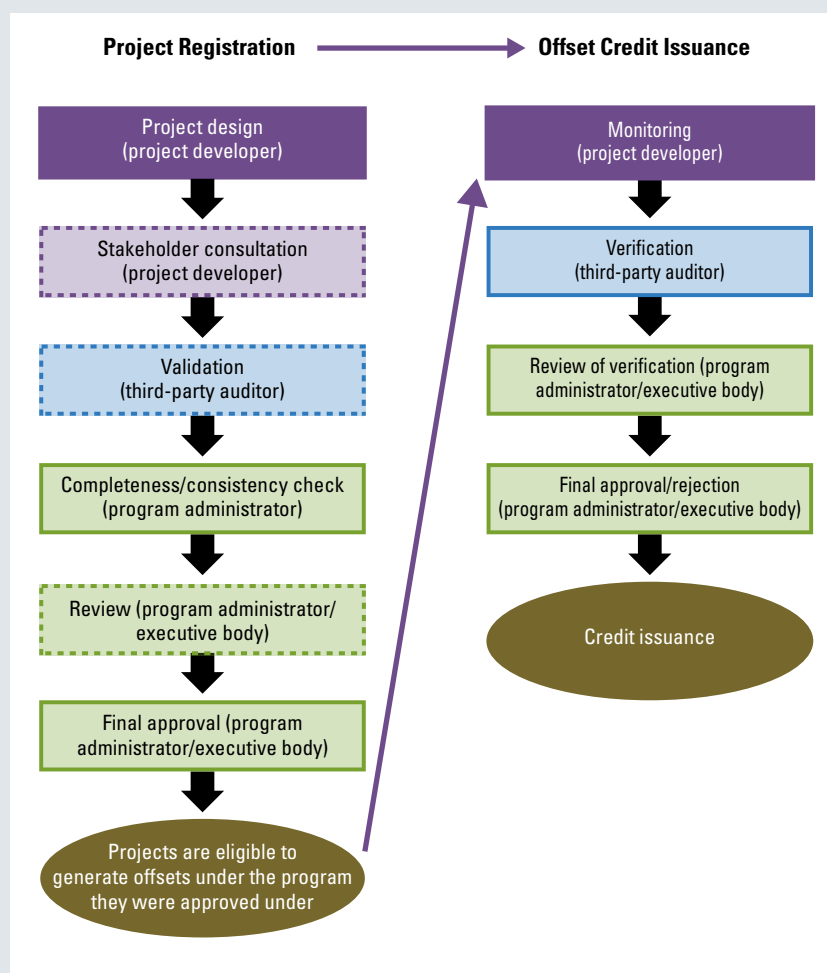 Project Registration
Offset Credit Issuance
Project design
(project developer)
Stakeholder consultation
(project developer)
Validation
(third-party auditor)
Completeness/consistency check
(program administrator)
Review (program administrator/
executive body)
Final approval (program
administrator/executive body)
Projects are eligible to
generate offsets under the program
they were approved under
Monitoring
(project developer)
Verification
(third-party auditor)
Review of verification (program
administrator/executive body)
Final approval/rejection
(program administrator/executive body)
Credit issuance